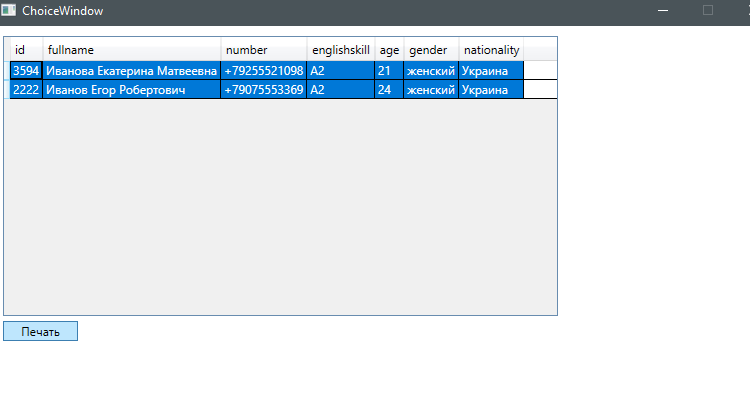 ChoiceWindow
id fullname number englishskill age gender nationality
3594 Иванова Екатерина Матвеевна +79255521098 A2 21 женский Украина
2222 Иванов Егор Робертович +79075553369 A2 24 женский Украина
Печать